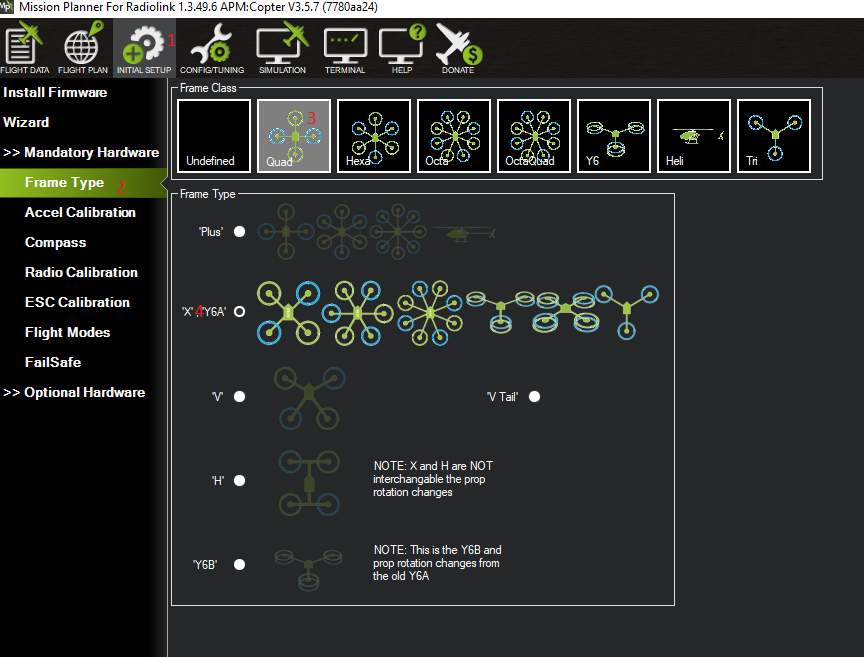 Mission Planner For Radiolink 1.3.49.6 APM:Copter V3.5.7 (7780aa24)
FLIGHT DATA FLIGHT PLAN INITIAL SETUP 1 CONFIG/TUNING SIMULATION TERMINAL HELP DONATE
Install Firmware
Wizard
>> Mandatory Hardware
Frame Type 2
Accel Calibration
Compass
Radio Calibration
ESC Calibration
Flight Modes
FailSafe
>> Optional Hardware
Frame Class
3
Undefined Quad Hexa Octa OctaQuad Y6 Heli Tri
Frame Type
'Plus'
'X' 4 'Y6A'
'V' 'V Tail'
'H'
NOTE: X and H are NOT
interchangable the prop
rotation changes
'Y6B'
NOTE: This is the Y6B and
prop rotation changes from
the old Y6A